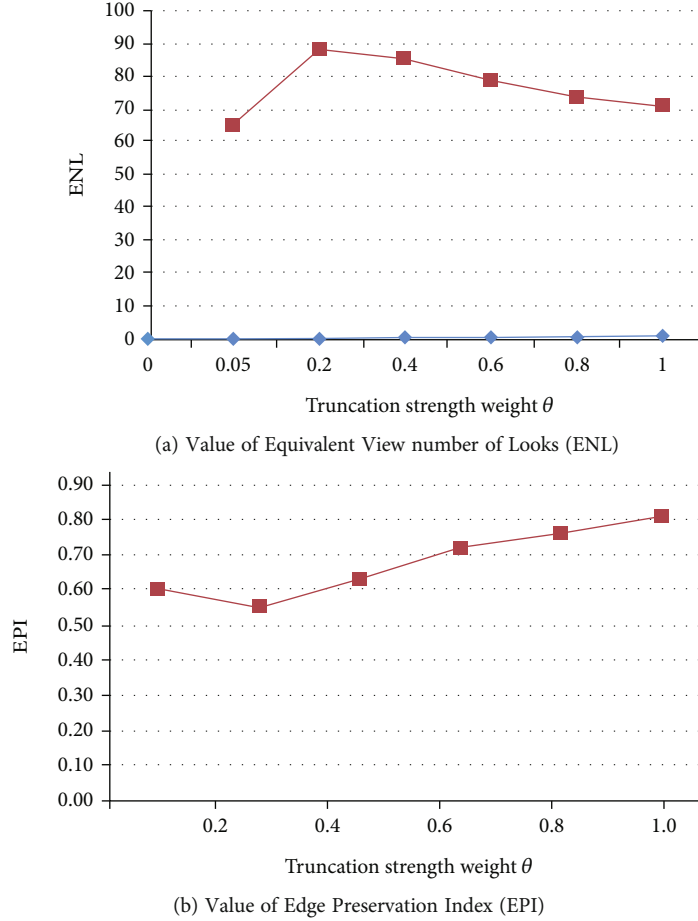 100
90
80
70
60
50
40
30
20
10
0
ENL
0 0.05 0.2 0.4 0.6 0.8 1
Truncation strength weight θ
(a) Value of Equivalent View number of Looks (ENL)
0.90
0.80
0.70
0.60
0.50
0.40
0.30
0.20
0.10
0.00
EPI
0.2 0.4 0.6 0.8 1.0
Truncation strength weight θ
(b) Value of Edge Preservation Index (EPI)